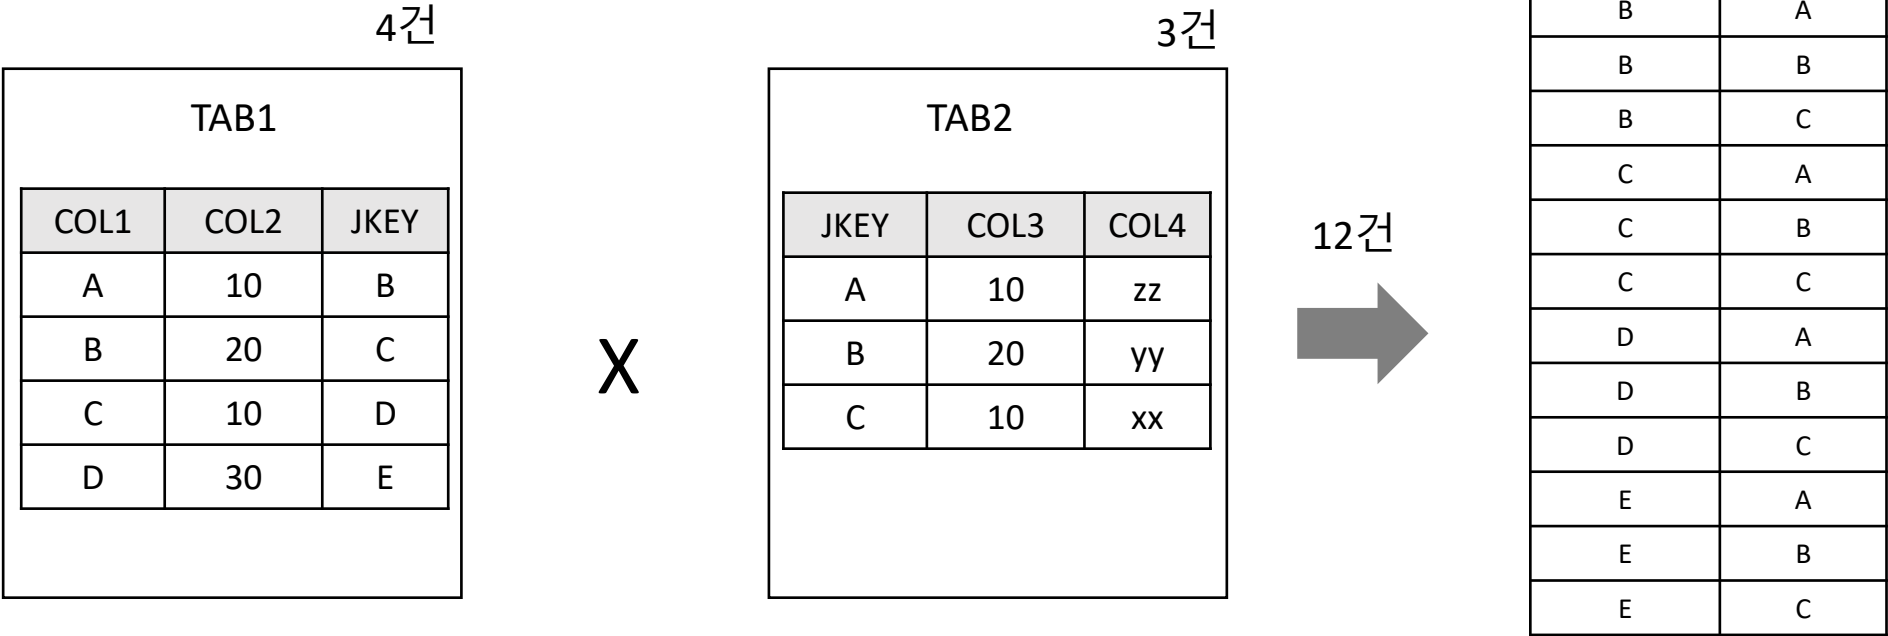 4건
TAB1
COL1 COL2 JKEY
A 10 B
B 20 C
C 10 D
D 30 E
X
3건
TAB2
JKEY COL3 COL4
A 10 zz
B 20 yy
C 10 xx
12건
B A
B B
B C
C A
C B
C C
D A
D B
D C
E A
E B
E C